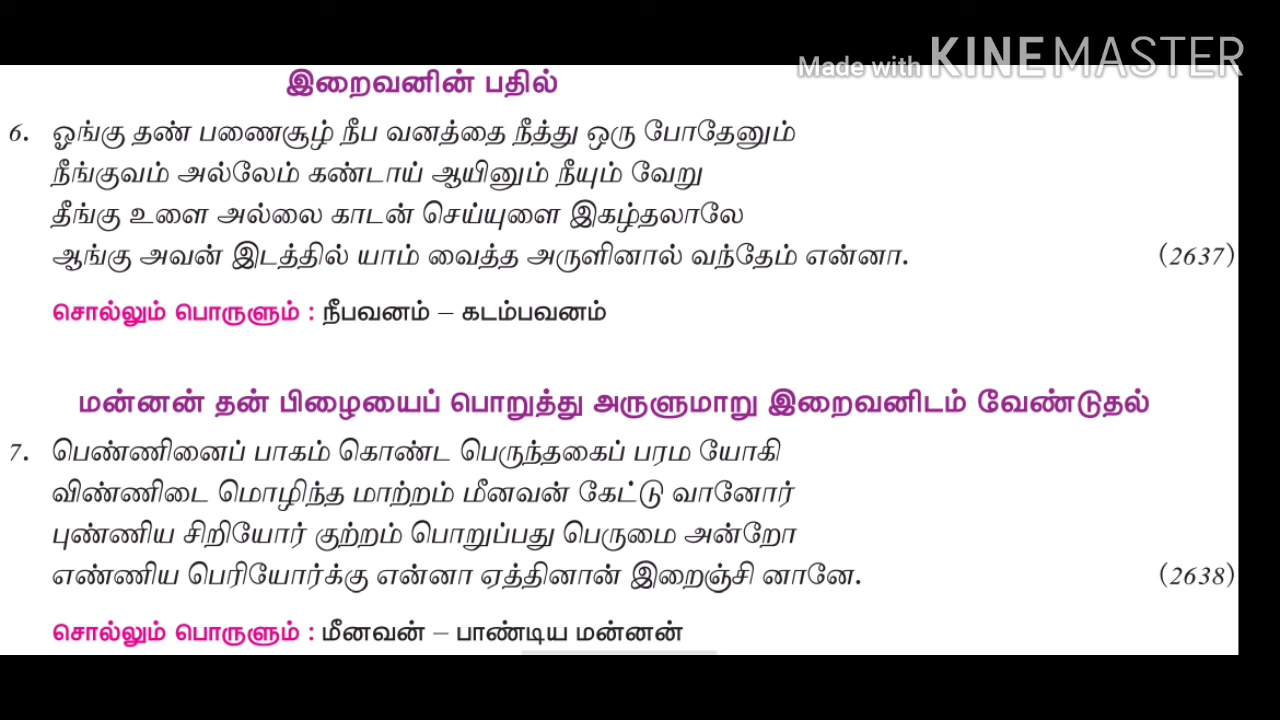 Made with KINEMASTER
இறைவனின் பதில்
6. ஓங்கு தண் பணைசூழ் நீப வனத்தை நீத்து ஒரு போதேனும்
நீங்குவம் அல்லேம் கண்டாய் ஆயினும் நீயும் வேறு
தீங்கு உளை அல்லை காடன் செய்யுளை இகழ்தலாலே
ஆங்கு அவன் இடத்தில் யாம் வைத்த அருளினால் வந்தேம் என்னா. (2637)
சொல்லும் பொருளும் : நீபவனம் – கடம்பவனம்
மன்னன் தன் பிழையைப் பொறுத்து அருளுமாறு இறைவனிடம் வேண்டுதல்
7. பெண்ணினைப் பாகம் கொண்ட பெருந்தகைப் பரம யோகி
விண்ணிடை மொழிந்த மாற்றம் மீனவன் கேட்டு வானோர்
புண்ணிய சிறியோர் குற்றம் பொறுப்பது பெருமை அன்றோ
எண்ணிய பெரியோர்க்கு என்னா ஏத்தினான் இறைஞ்சி னானே. (2638)
சொல்லும் பொருளும் : மீனவன் – பாண்டிய மன்னன்